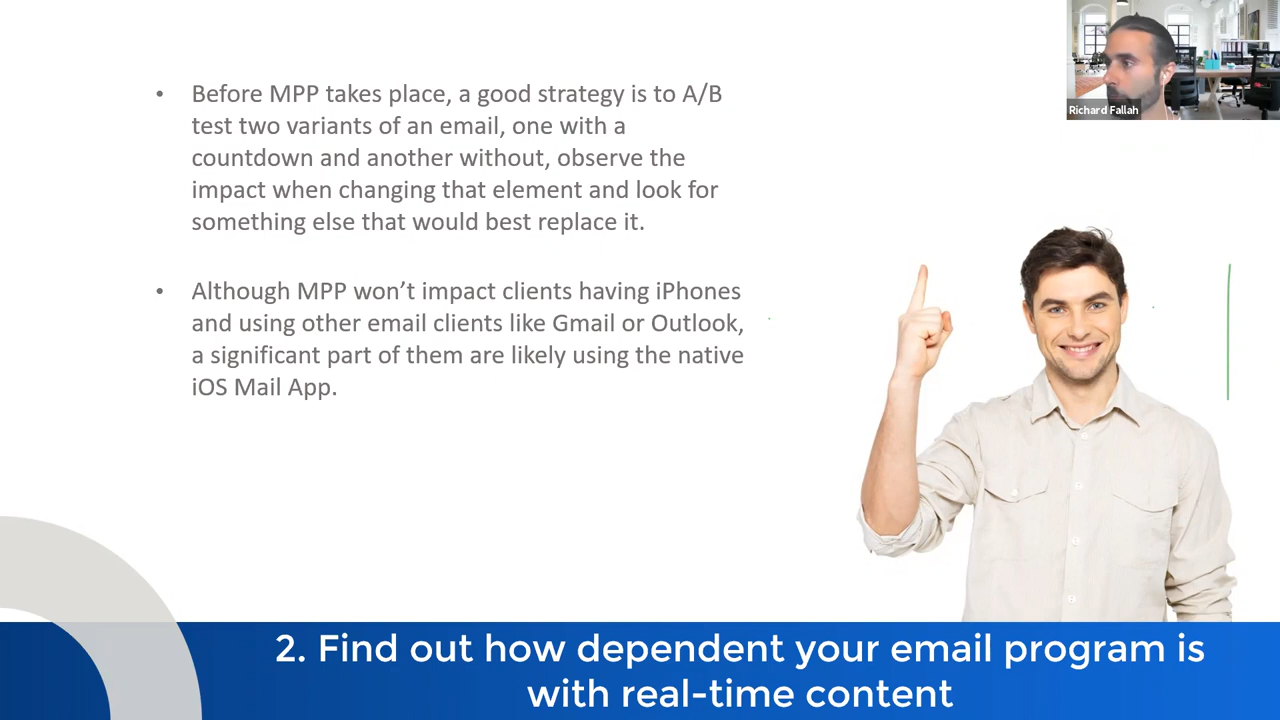 Richard Fallah
• Before MPP takes place, a good strategy is to A/B
test two variants of an email, one with a
countdown and another without, observe the
impact when changing that element and look for
something else that would best replace it.
• Although MPP won’t impact clients having iPhones
and using other email clients like Gmail or Outlook,
a significant part of them are likely using the native
iOS Mail App.
2. Find out how dependent your email program is
with real-time content